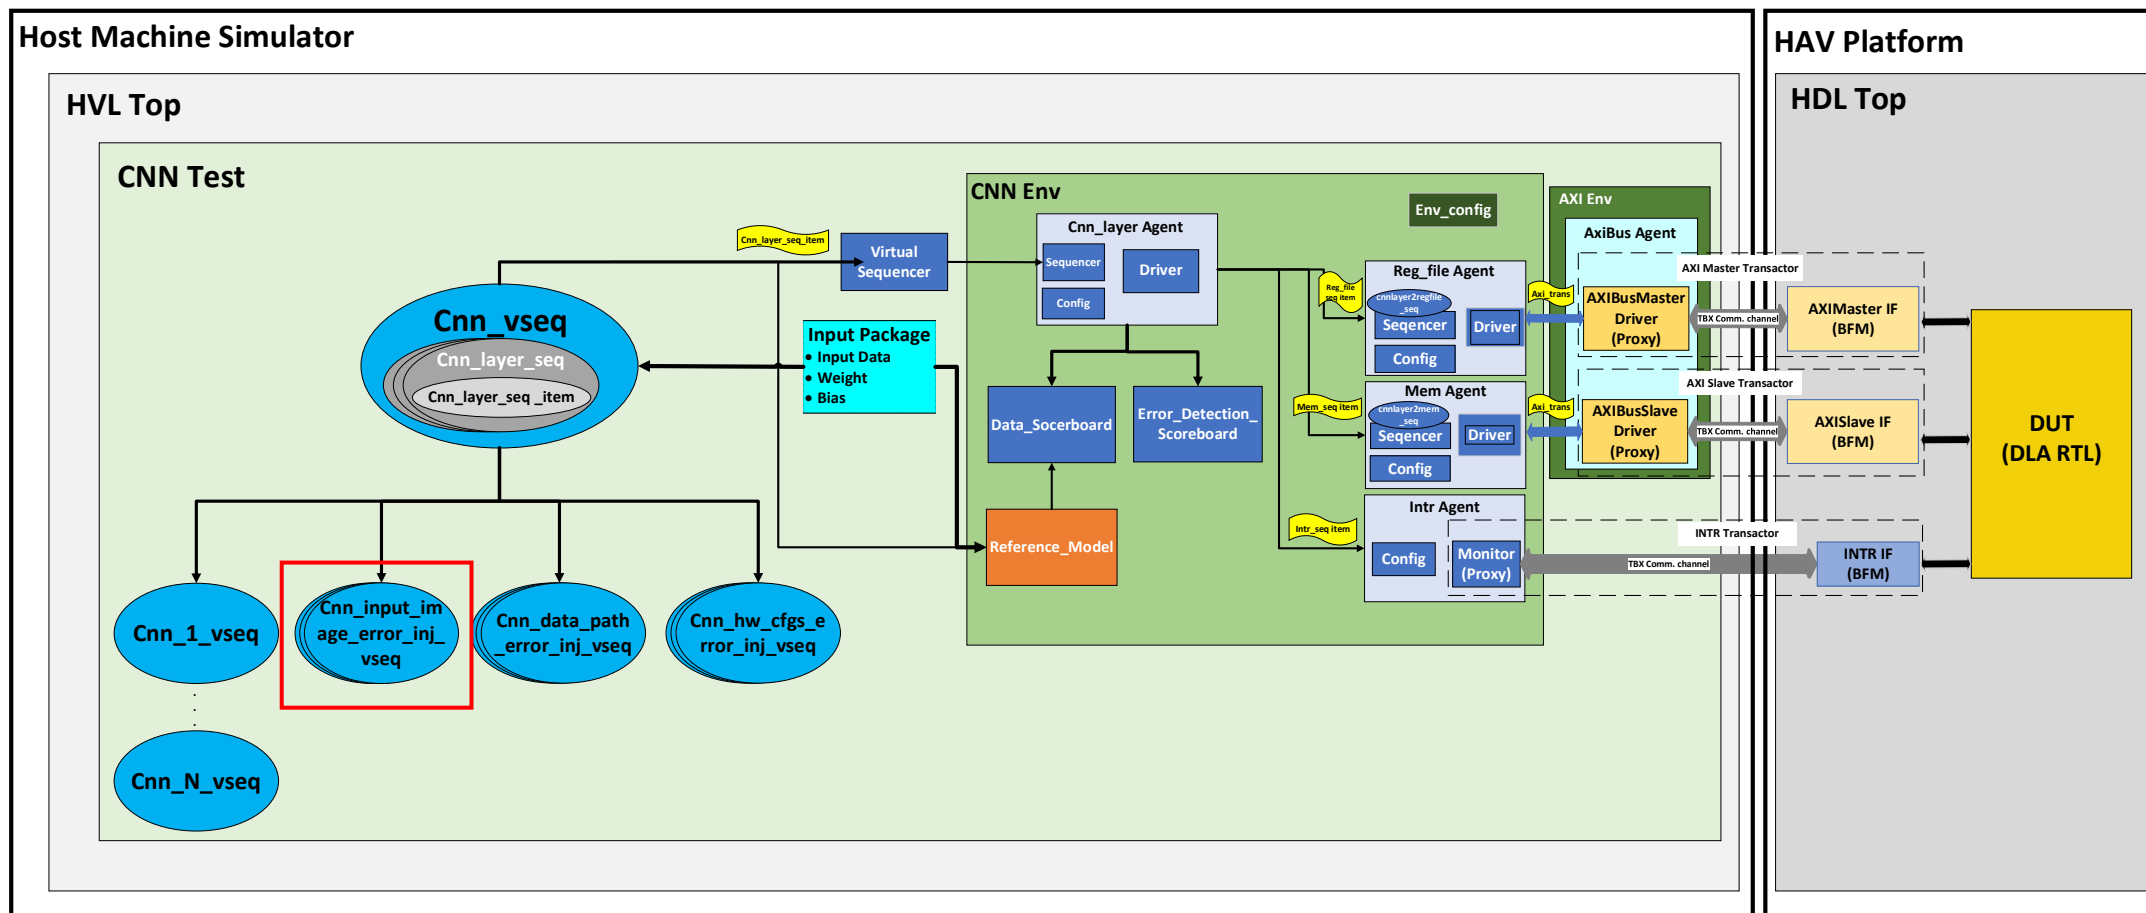 Host Machine Simulator
HAV Platform
HVL Top
HDL Top
CNN Test
CNN Env
Env_config
AXI Env
Cnn_layer_seq_item
Virtual
Sequencer
Cnn_layer Agent
Sequencer
Driver
Config
AxiBus Agent
AXI Master Transactor
Reg_file Agent
Reg_file
seq item
cnnlayer2regfile
_seq
Seqencer
Driver
Config
Axi_trans
AXIBusMaster
Driver
(Proxy)
TBX Comm. channel
AXIMaster IF
(BFM)
Cnn_vseq
Cnn_layer_seq
Cnn_layer_seq _item
Input Package
• Input Data
• Weight
• Bias
AXI Slave Transactor
Mem Agent
Mem_seq item
cnnlayer2mem
_seq
Seqencer
Driver
Config
Axi_trans
AXIBusSlave
Driver
(Proxy)
TBX Comm. channel
AXISlave IF
(BFM)
DUT
(DLA RTL)
Data_Socerboard
Error_Detection_
Scoreboard
Reference_Model
Intr Agent
Intr_seq item
Config
Monitor
(Proxy)
INTR Transactor
TBX Comm. channel
INTR IF
(BFM)
Cnn_1_vseq
Cnn_input_im
age_error_inj_
vseq
Cnn_data_path
_error_inj_vseq
Cnn_hw_cfgs_e
rror_inj_vseq
Cnn_N_vseq